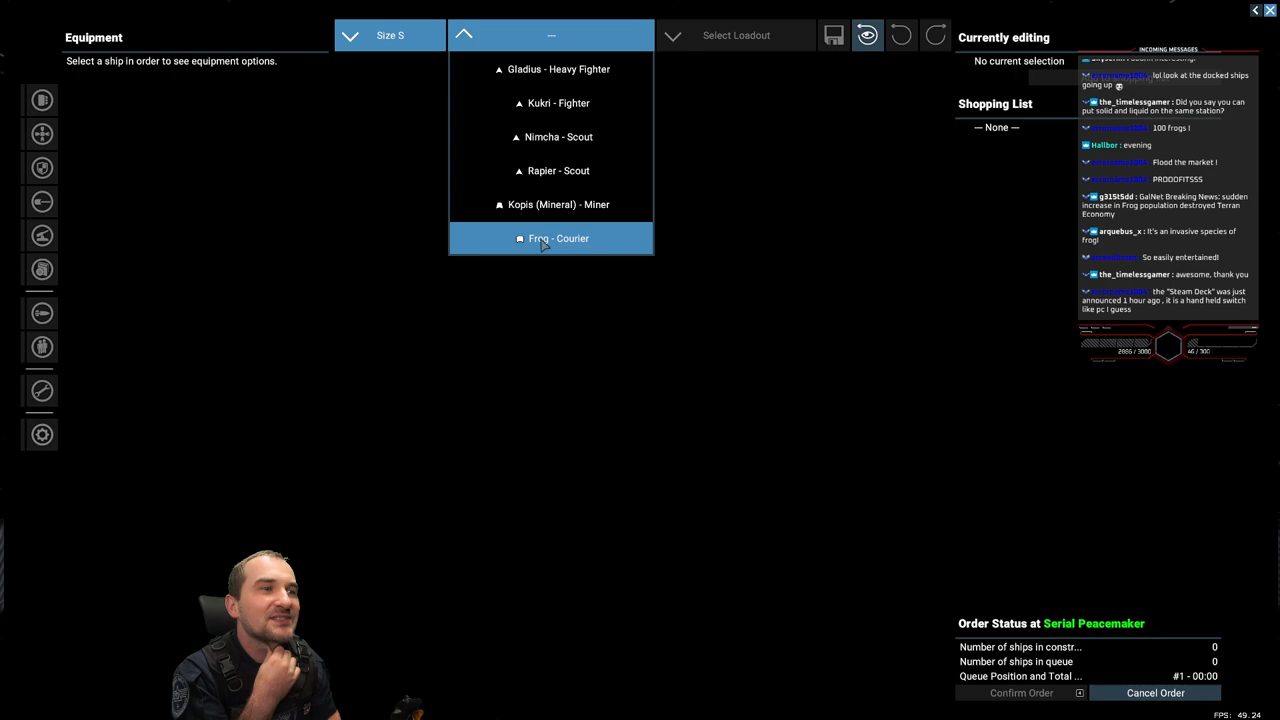 Equipment
Select a ship in order to see equipment options.
Size S
---
Select Loadout
Gladius - Heavy Fighter
Kukri - Fighter
Nimcha - Scout
Rapier - Scout
Kopis (Mineral) - Miner
Frog - Courier
Currently editing
No current selection
Shopping List
--- None ---
INCOMING MESSAGES
lol look at the docked ships
going up
the_timelessgamer : Did you say you can
put solid and liquid on the same station?
100 frogs !
Hallbor : evening
Flood the market !
PRODOFITSSS
g31St5dd : GalNet Breaking News: sudden
increase in Frog population destroyed Terran
Economy
arquebus_x : It's an invasive species of
frog!
So easily entertained!
the_timelessgamer : awesome, thank you
the "Steam Deck" was just
announced 1 hour ago , it is a hand held switch
like pc I guess
2865 / 3000
46 / 300
Order Status at Serial Peacemaker
Number of ships in constr... 0
Number of ships in queue 0
Queue Position and Total ... #1 - 00:00
Confirm Order
Cancel Order
FPS: 49.24